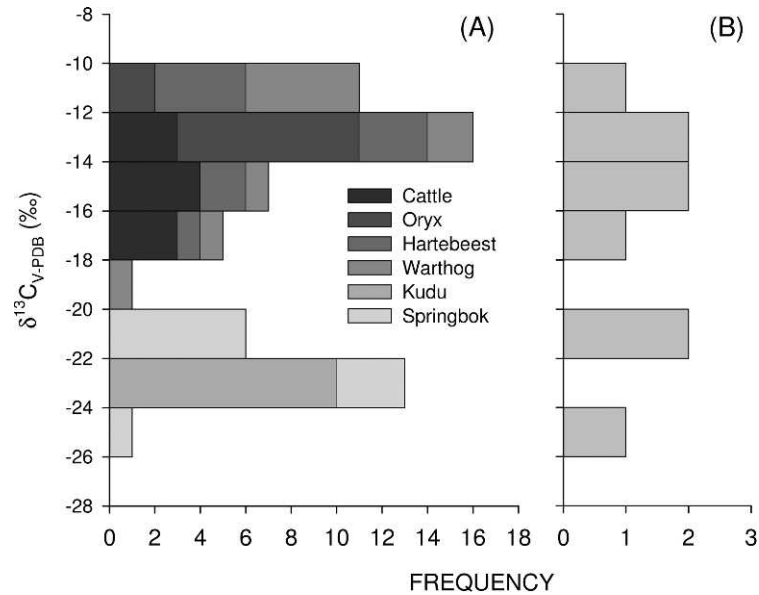 (A)
(B)
-8
-10
-12
-14
-16
-18
-20
-22
-24
-26
-28
δ13CV-PDB (‰)
Cattle
Oryx
Hartebeest
Warthog
Kudu
Springbok
0 2 4 6 8 10 12 14 16 18
0 1 2 3
FREQUENCY